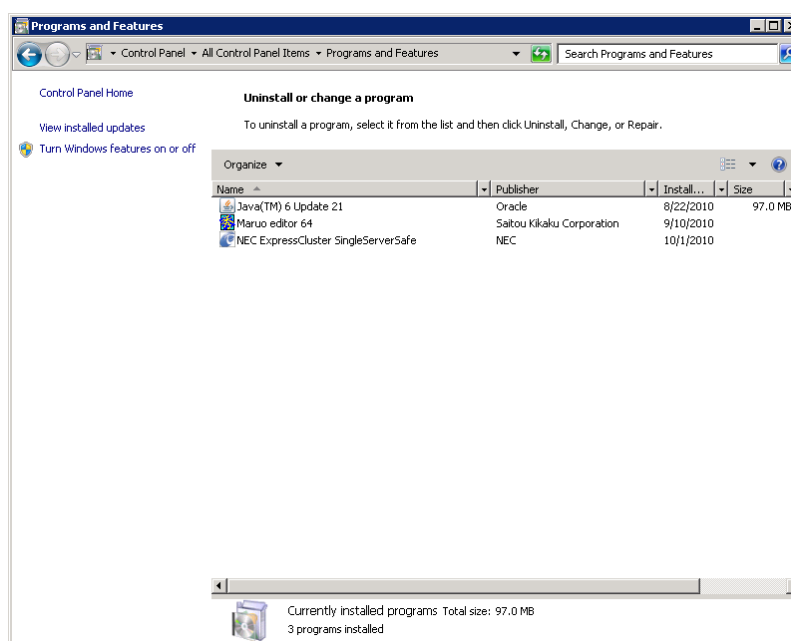 Programs and Features
Control Panel All Control Panel Items Programs and Features Search Programs and Features
Control Panel Home
View installed updates
Turn Windows features on or off
Uninstall or change a program
To uninstall a program, select it from the list and then click Uninstall, Change, or Repair.
Organize
Name Publisher Install... Size
Java(TM) 6 Update 21 Oracle 8/22/2010 97.0 MB
Maruo editor 64 Saitou Kikaku Corporation 9/10/2010
NEC ExpressCluster SingleServerSafe NEC 10/1/2010
Currently installed programs Total size: 97.0 MB
3 programs installed